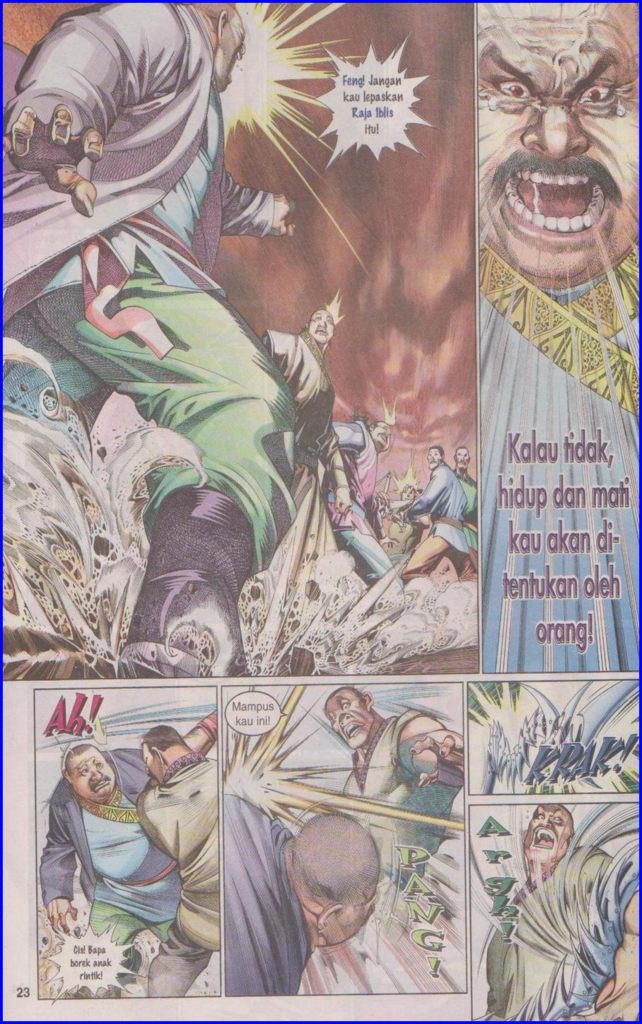 Feng! Jangan
kau lepaskan
Raja Iblis
itu!
Kalau tidak,
hidup dan mati
kau akan di-
tentukan oleh
orang!
Ah!
Cis! Bapa
borek anak
rintik!
Mampus
kau ini!
PANG!
KRAK!
Argh!
23